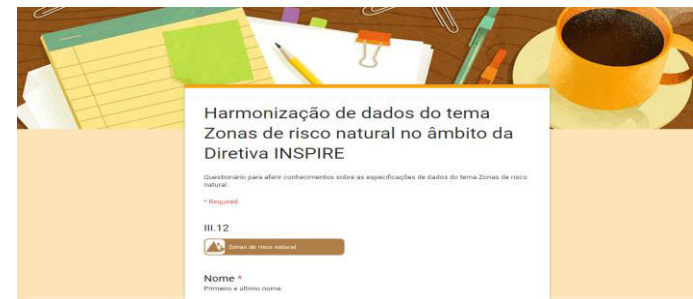 Harmonização de dados do tema
Zonas de risco natural no âmbito da
Diretiva INSPIRE
Questionário para aferir conhecimentos sobre as especificações de dados do tema Zonas de risco
natural.
* Required
III.12
Zonas de risco natural
Nome *
Primeiro e último nome.